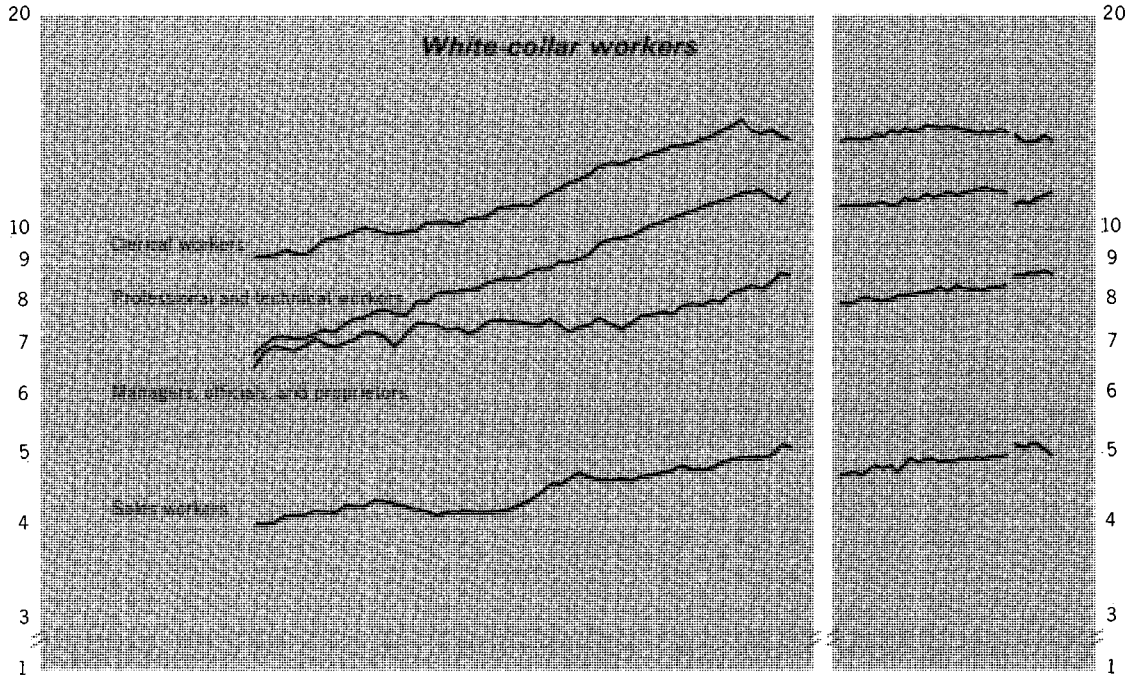 White-collar workers
20 20
10 10
9 9
Clerical workers
8 8
Professional and technical workers
7 7
6 6
Managers, officials, and proprietors
5 5
4 4
Sales workers
3 3
1 1